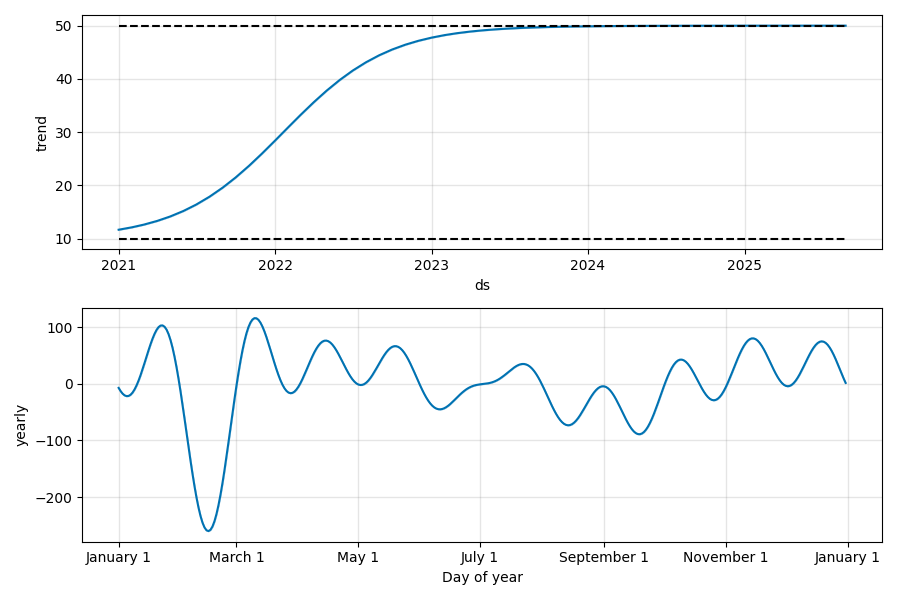 50
40
30
20
10
trend
2021 2022 2023 2024 2025
ds
100
0
−100
−200
yearly
January 1 March 1 May 1 July 1 September 1 November 1 January 1
Day of year